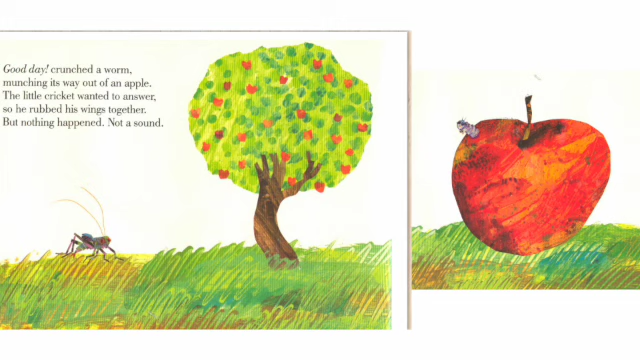 Good day! crunched a worm,
munching its way out of an apple.
The little cricket wanted to answer,
so he rubbed his wings together.
But nothing happened. Not a sound.